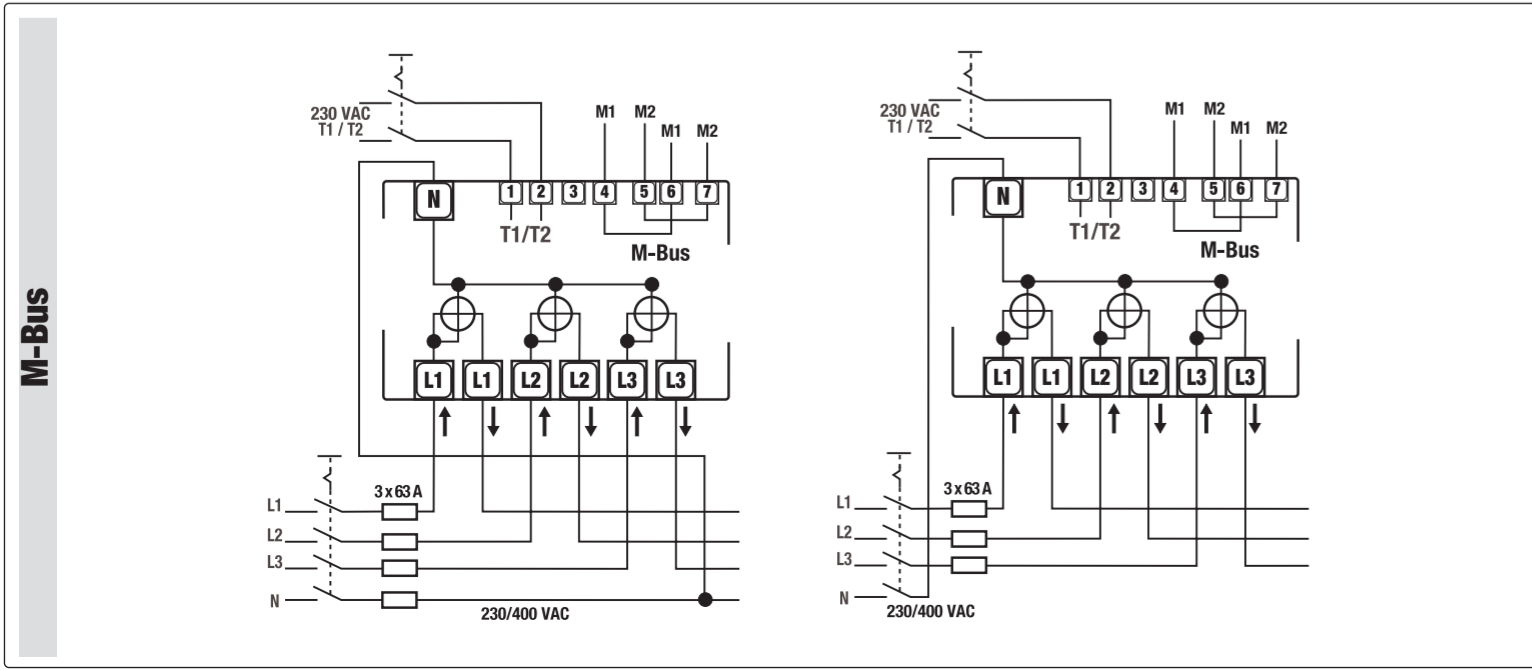 M-Bus
230 VAC
T1 / T2
M1 M2
M1 M2
N 1 2 3 4 5 6 7
T1/T2
M-Bus
L1 L1 L2 L2 L3 L3
3 x 63 A
L1
L2
L3
N
230/400 VAC
230 VAC
T1 / T2
M1 M2
M1 M2
N 1 2 3 4 5 6 7
T1/T2
M-Bus
L1 L1 L2 L2 L3 L3
3 x 63 A
L1
L2
L3
N
230/400 VAC